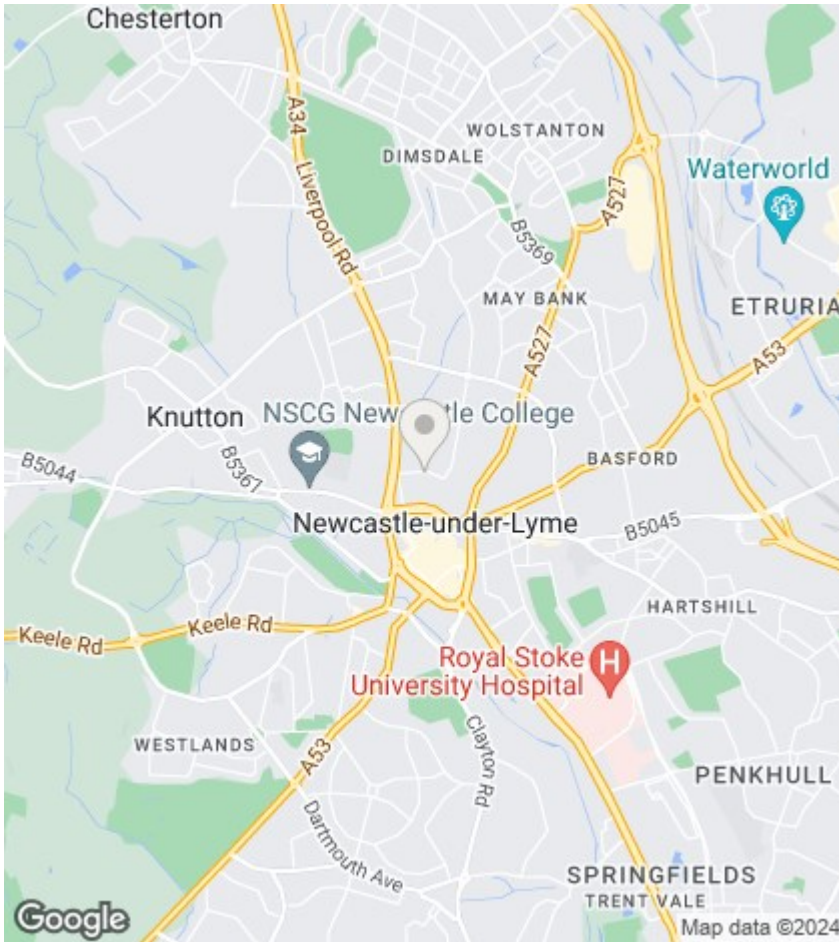 Chesterton
A34
WOLSTANTON
DIMSDALE
Waterworld
A527
Liverpool Rd
B5369
MAY BANK
ETRURIA
A53
A527
Knutton
NSCG Newcastle College
B5044
B5367
BASFORD
Newcastle-under-Lyme
B5045
HARTSHILL
Keele Rd
Keele Rd
Royal Stoke
University Hospital
H
WESTLANDS
A53
Clayton Rd
PENKHULL
Dartmouth Ave
SPRINGFIELDS
TRENT VALE
Google
Map data ©2024